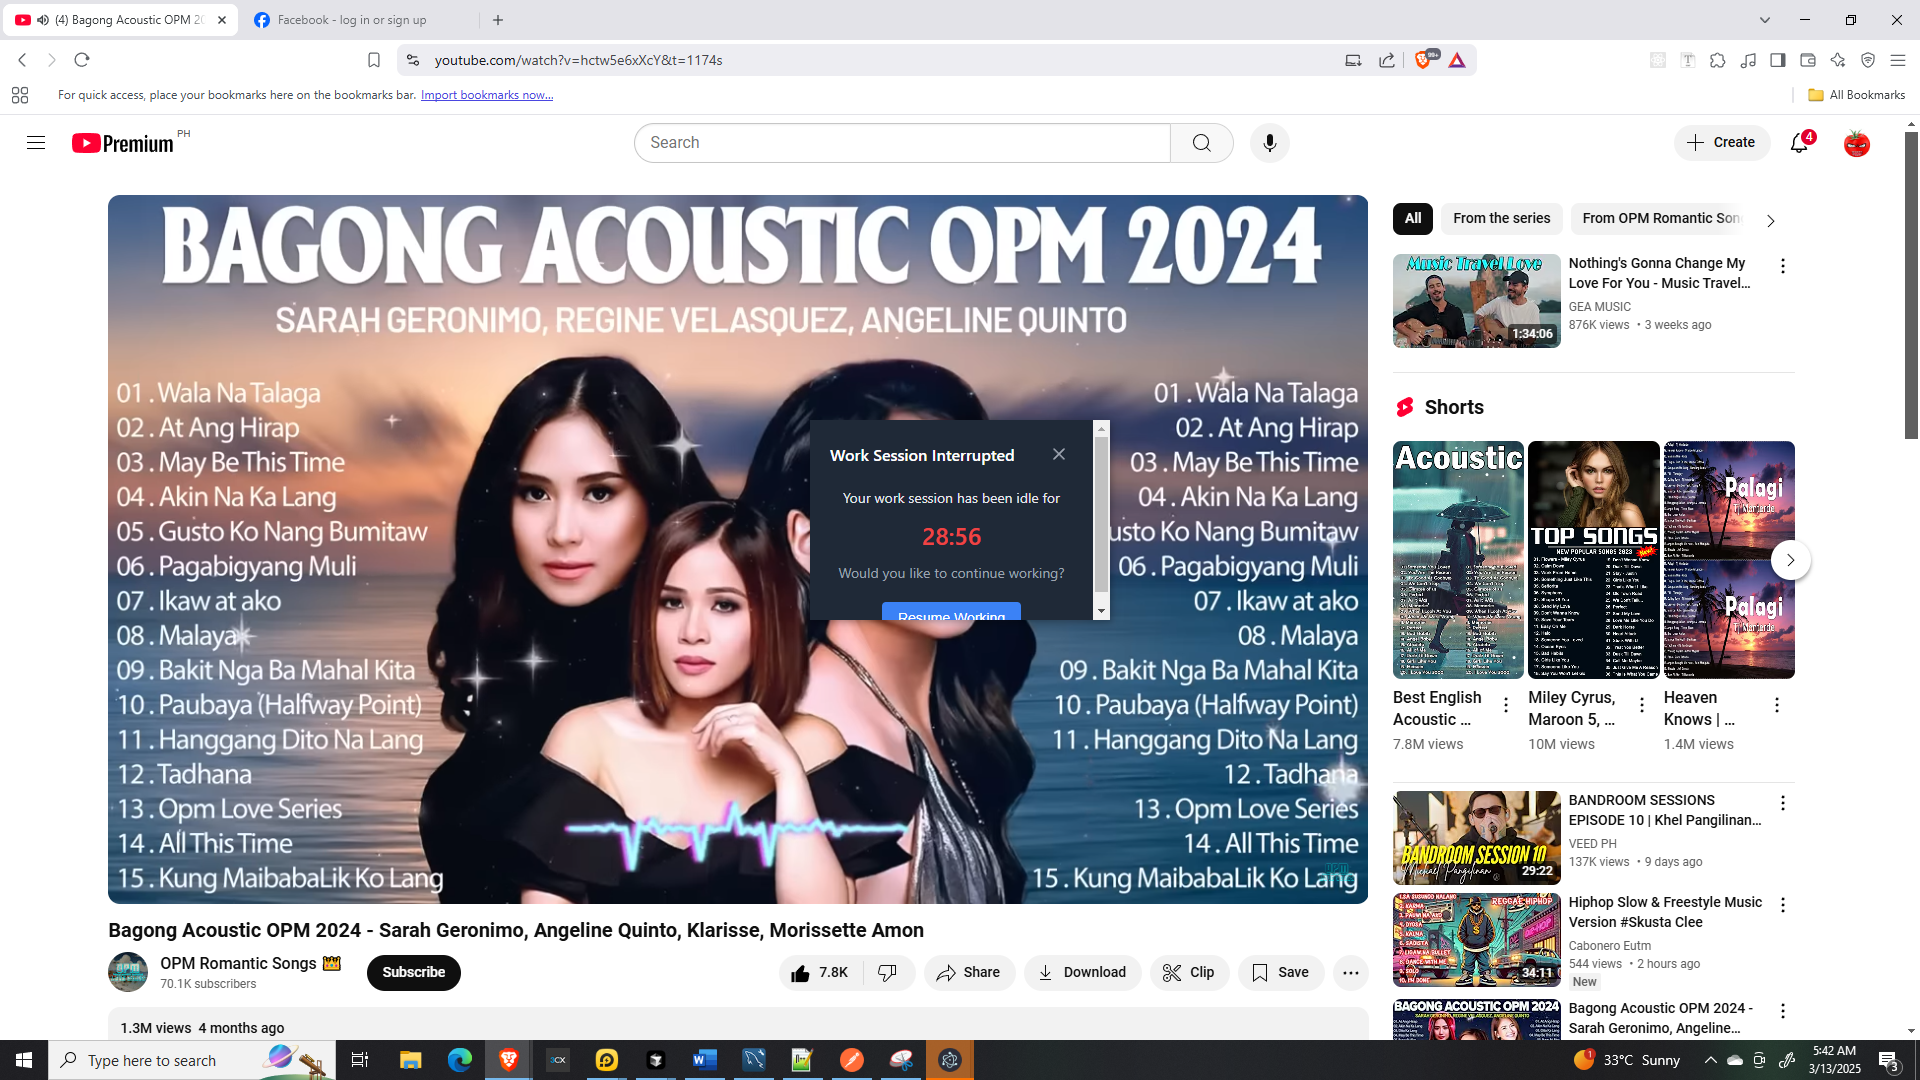 (4) Bagong Acoustic OPM 20
Facebook - log in or sign up
youtube.com/watch?v=hctw5e6xXcY&t=1174s
99+
For quick access, place your bookmarks here on the bookmarks bar. Import bookmarks now...
All Bookmarks
Premium PH
Search
Create
4
BAGONG ACOUSTIC OPM 2024
SARAH GERONIMO, REGINE VELASQUEZ, ANGELINE QUINTO
01 . Wala Na Talaga
02 . At Ang Hirap
03 . May Be This Time
04 . Akin Na Ka Lang
05 . Gusto Ko Nang Bumitaw
06 . Pagabigyang Muli
07 . Ikaw at ako
08 . Malaya
09 . Bakit Nga Ba Mahal Kita
10 . Paubaya (Halfway Point)
11 . Hanggang Dito Na Lang
12 . Tadhana
13 . Opm Love Series
14 . All This Time
15 . Kung MaibabaLik Ko Lang
01 . Wala Na Talaga
02 . At Ang Hirap
03 . May Be This Time
04 . Akin Na Ka Lang
usto Ko Nang Bumitaw
06 . Pagabigyang Muli
07 . Ikaw at ako
08 . Malaya
09 . Bakit Nga Ba Mahal Kita
10 . Paubaya (Halfway Point)
11 . Hanggang Dito Na Lang
12 . Tadhana
13 . Opm Love Series
14 . All This Time
15 . Kung MaibabaLik Ko Lang
Work Session Interrupted
Your work session has been idle for
28:56
Would you like to continue working?
Resume Working
Bagong Acoustic OPM 2024 - Sarah Geronimo, Angeline Quinto, Klarisse, Morissette Amon
OPM Romantic Songs
70.1K subscribers
Subscribe
7.8K
Share
Download
Clip
Save
1.3M views 4 months ago
All
From the series
From OPM Romantic Son
Music Travel Love
1:34:06
Nothing's Gonna Change My
Love For You - Music Travel...
GEA MUSIC
876K views • 3 weeks ago
Shorts
Acoustic
TOP SONGS
NEW POPULAR SONGS 2023
Palagi
Tj Monterde
Palagi
Tj Monterde
Best English
Acoustic ...
7.8M views
Miley Cyrus,
Maroon 5, ...
10M views
Heaven
Knows | ...
1.4M views
BANDROOM SESSION 10
Michael Pangilinan
29:22
BANDROOM SESSIONS
EPISODE 10 | Khel Pangilinan...
VEED PH
137K views • 9 days ago
REGGAE HIPHOP
34:11
Hiphop Slow & Freestyle Music
Version #Skusta Clee
Cabonero Eutm
544 views • 2 hours ago
New
BAGONG ACOUSTIC OPM 2024
Bagong Acoustic OPM 2024 -
Sarah Geronimo, Angeline...
Type here to search
1
33°C Sunny
5:42 AM
3/13/2025
3